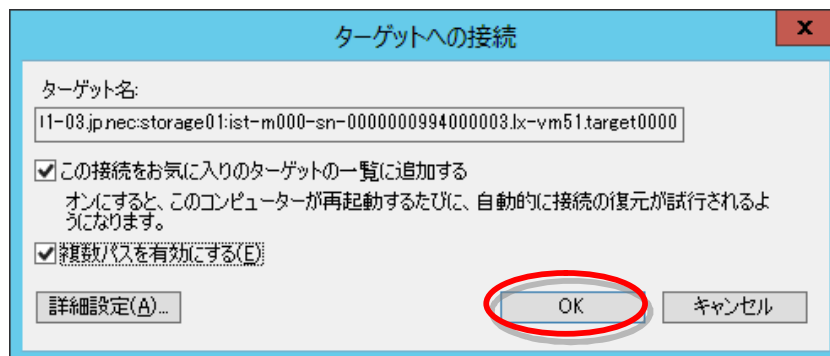 ターゲットへの接続
x
ターゲット名:
11-03.jp.nec:storage01:ist-m000-sn-0000000994000003.lx-vm51.target0000
この接続をお気に入りのターゲットの一覧に追加する
オンにすると、このコンピューターが再起動するたびに、自動的に接続の復元が試行されるよ
うになります。
複数パスを有効にする(E)
詳細設定(A)...
OK
キャンセル